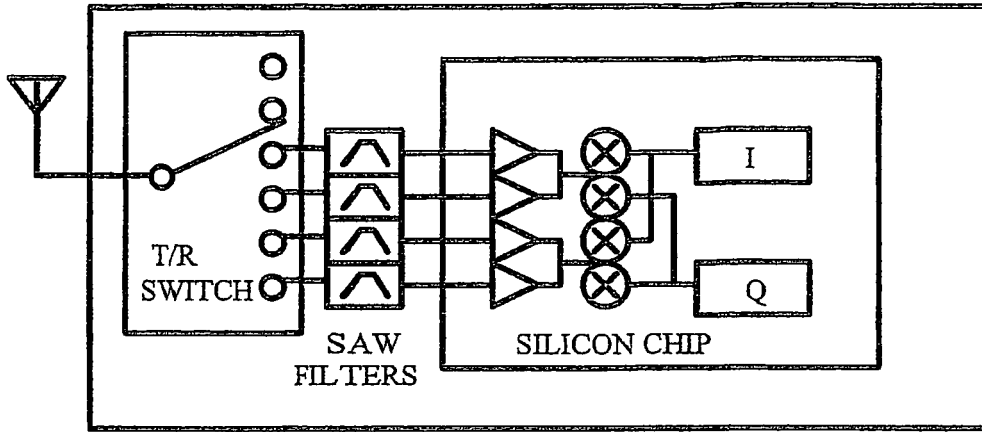 I
T/R
SWITCH
Q
SAW
FILTERS
SILICON CHIP